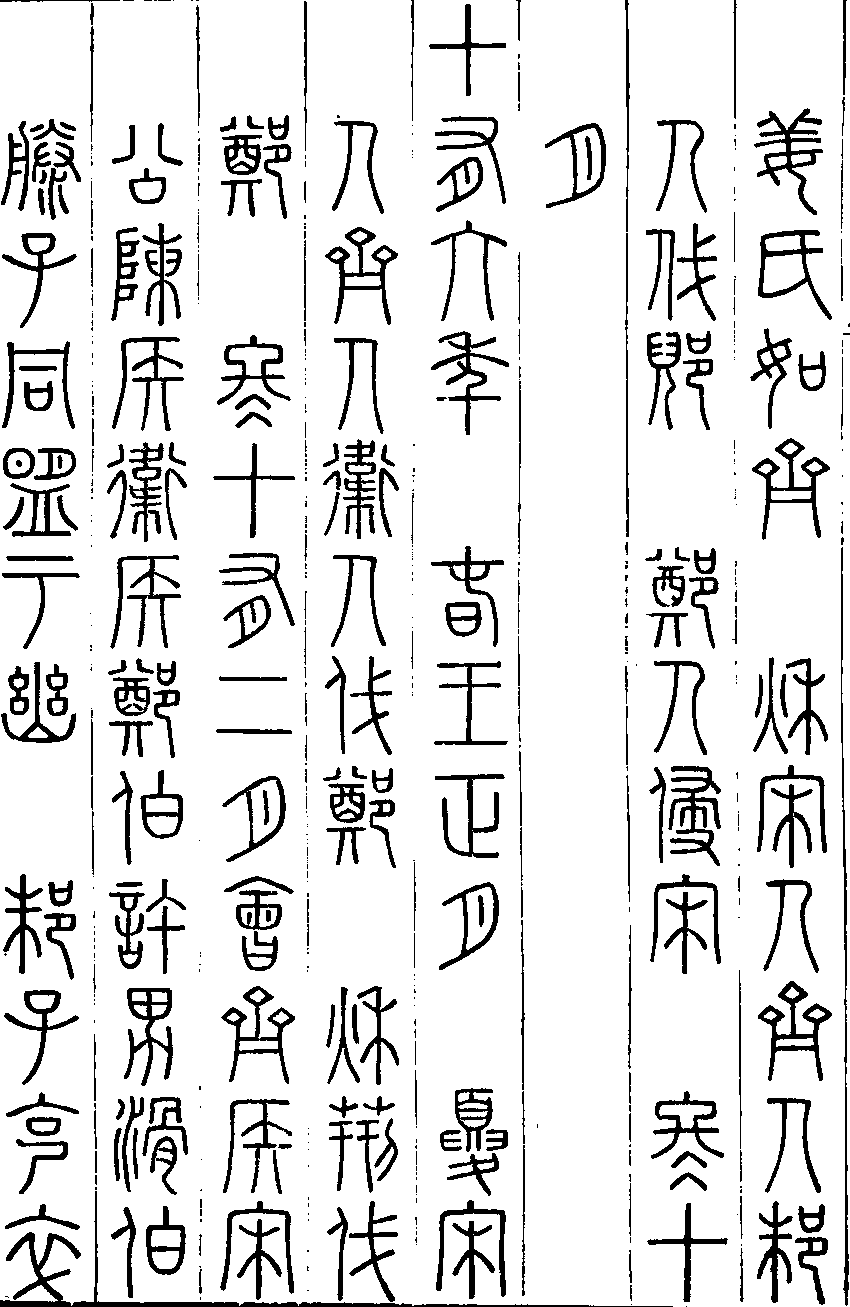 姜氏如齊 秋宋人齊人邾
人伐郳 鄭人侵宋 冬十
月
十有六年 春王正月 夏宋
人齊人衛人伐鄭 秋荊伐
鄭 冬十有二月會齊侯宋
公陳侯衛侯鄭伯許男滑伯
滕子同盟于幽 邾子克卒